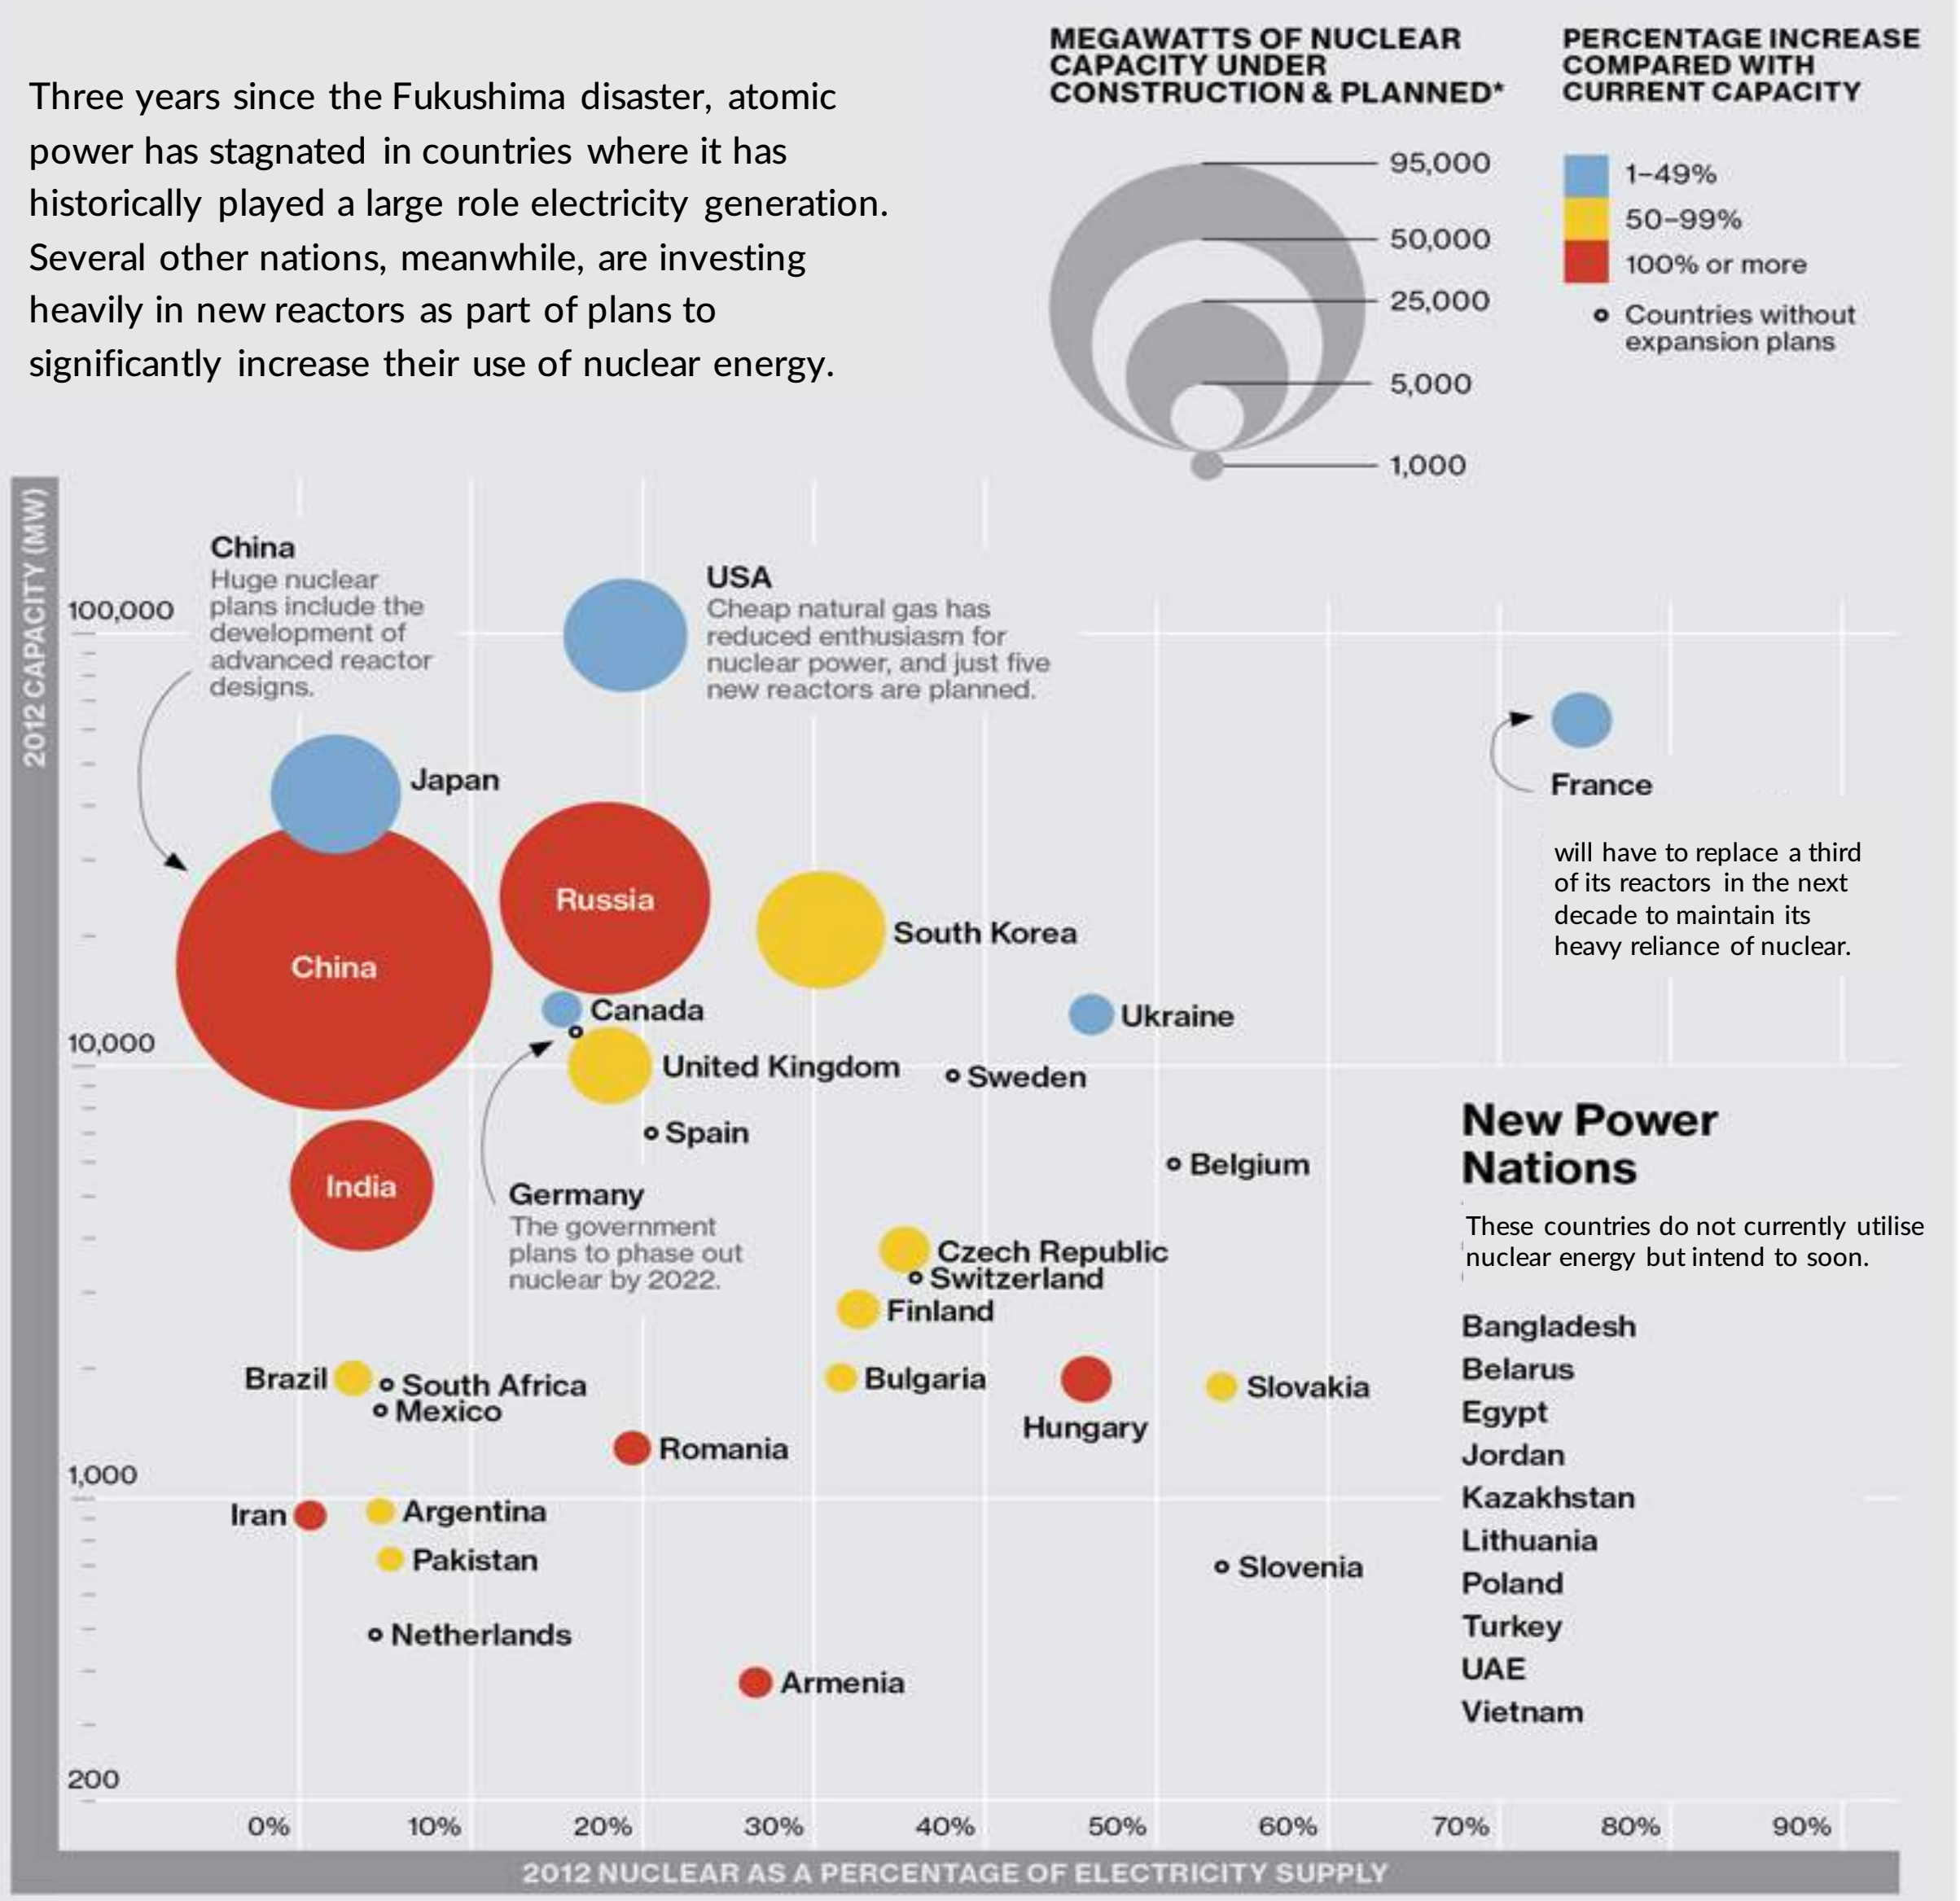 Three years since the Fukushima disaster, atomic
power has stagnated in countries where it has
historically played a large role electricity generation.
Several other nations, meanwhile, are investing
heavily in new reactors as part of plans to
significantly increase their use of nuclear energy.
MEGAWATTS OF NUCLEAR
CAPACITY UNDER
CONSTRUCTION & PLANNED*
95,000
50,000
25,000
5,000
1,000
PERCENTAGE INCREASE
COMPARED WITH
CURRENT CAPACITY
1–49%
50–99%
100% or more
Countries without
expansion plans
2012 CAPACITY (MW)
100,000
10,000
1,000
200
China
Huge nuclear
plans include the
development of
advanced reactor
designs.
USA
Cheap natural gas has
reduced enthusiasm for
nuclear power, and just five
new reactors are planned.
France
will have to replace a third
of its reactors in the next
decade to maintain its
heavy reliance of nuclear.
Japan
Russia
South Korea
China
Canada
Ukraine
United Kingdom
Sweden
Spain
Belgium
India
Germany
The government
plans to phase out
nuclear by 2022.
Czech Republic
Switzerland
Finland
Brazil
South Africa
Mexico
Bulgaria
Hungary
Slovakia
Romania
Iran
Argentina
Pakistan
Slovenia
Netherlands
Armenia
New Power
Nations
These countries do not currently utilise
nuclear energy but intend to soon.
Bangladesh
Belarus
Egypt
Jordan
Kazakhstan
Lithuania
Poland
Turkey
UAE
Vietnam
0% 10% 20% 30% 40% 50% 60% 70% 80% 90%
2012 NUCLEAR AS A PERCENTAGE OF ELECTRICITY SUPPLY